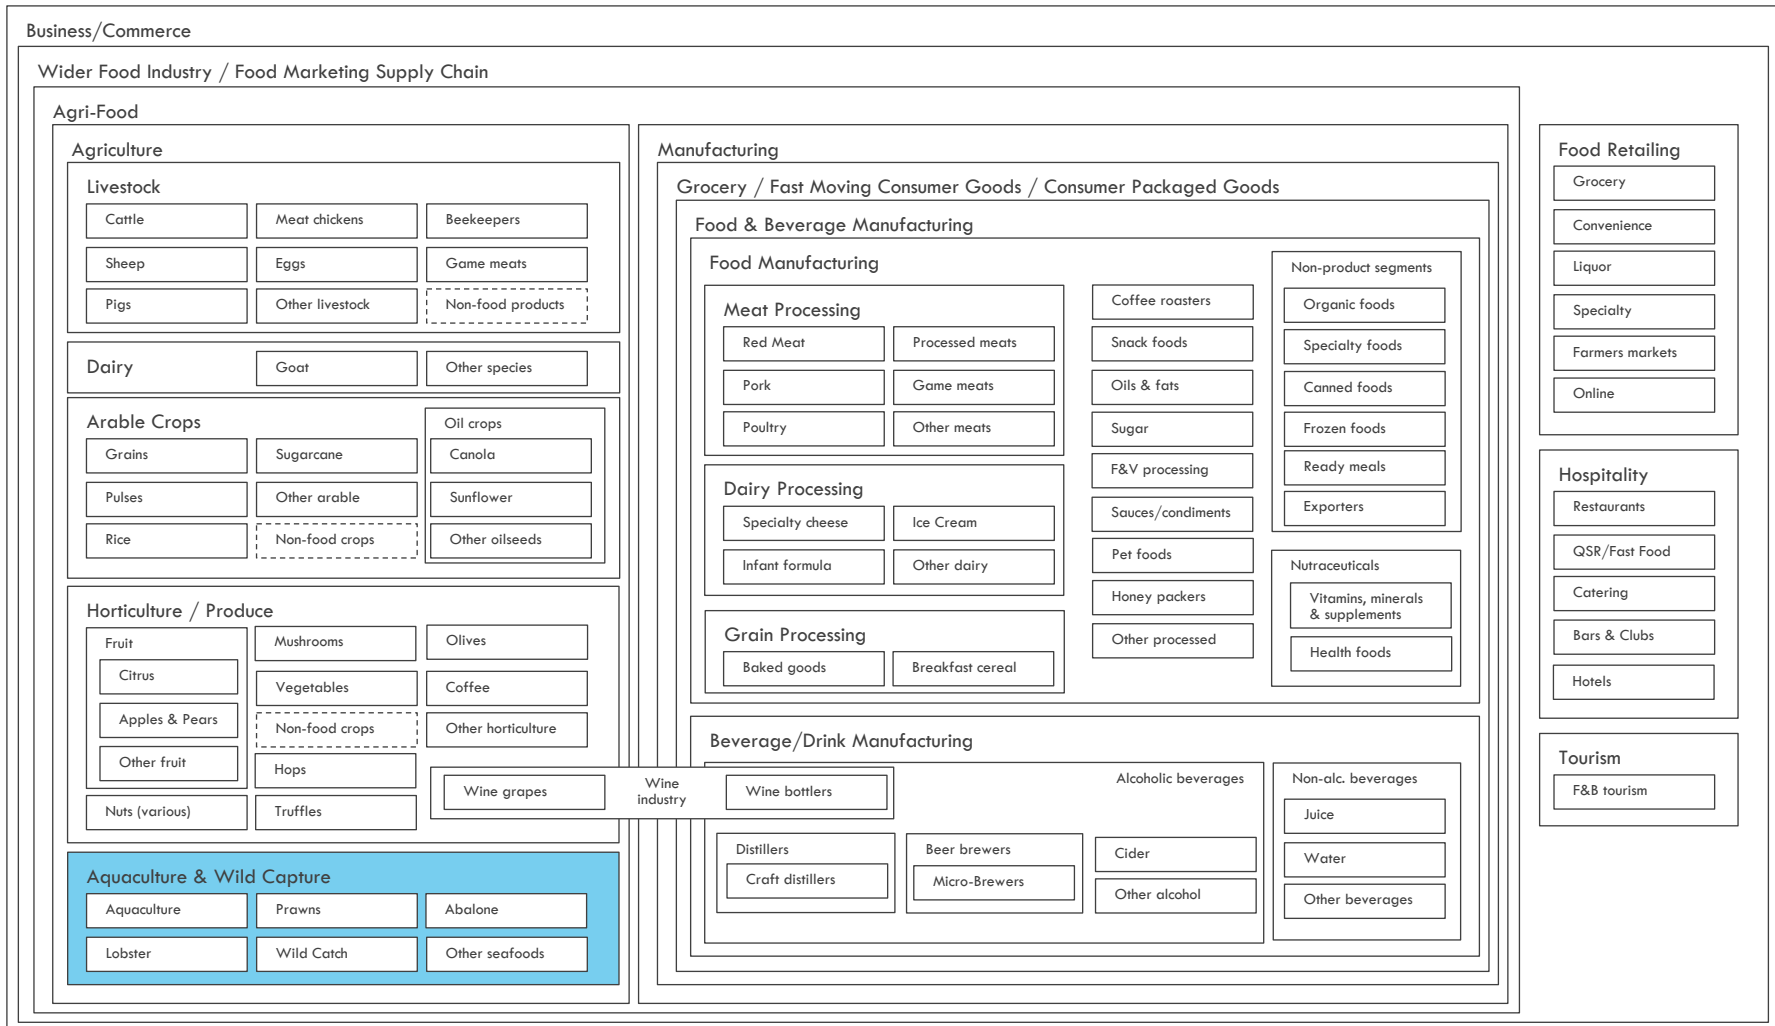 Business/Commerce
Wider Food Industry / Food Marketing Supply Chain
Agri-Food
Agriculture
Livestock
Cattle
Meat chickens
Beekeepers
Sheep
Eggs
Game meats
Pigs
Other livestock
Non-food products
Dairy
Goat
Other species
Arable Crops
Oil crops
Grains
Sugarcane
Canola
Pulses
Other arable
Sunflower
Rice
Non-food crops
Other oilseeds
Horticulture / Produce
Fruit
Mushrooms
Olives
Citrus
Vegetables
Coffee
Apples & Pears
Non-food crops
Other horticulture
Other fruit
Hops
Nuts (various)
Truffles
Wine grapes
Wine
industry
Wine bottlers
Aquaculture & Wild Capture
Aquaculture
Prawns
Abalone
Lobster
Wild Catch
Other seafoods
Manufacturing
Grocery / Fast Moving Consumer Goods / Consumer Packaged Goods
Food & Beverage Manufacturing
Food Manufacturing
Meat Processing
Red Meat
Processed meats
Pork
Game meats
Poultry
Other meats
Dairy Processing
Specialty cheese
Ice Cream
Infant formula
Other dairy
Grain Processing
Baked goods
Breakfast cereal
Coffee roasters
Snack foods
Oils & fats
Sugar
F&V processing
Sauces/condiments
Pet foods
Honey packers
Other processed
Non-product segments
Organic foods
Specialty foods
Canned foods
Frozen foods
Ready meals
Exporters
Nutraceuticals
Vitamins, minerals
& supplements
Health foods
Beverage/Drink Manufacturing
Alcoholic beverages
Distillers
Craft distillers
Beer brewers
Micro-Brewers
Cider
Other alcohol
Non-alc. beverages
Juice
Water
Other beverages
Food Retailing
Grocery
Convenience
Liquor
Specialty
Farmers markets
Online
Hospitality
Restaurants
QSR/Fast Food
Catering
Bars & Clubs
Hotels
Tourism
F&B tourism